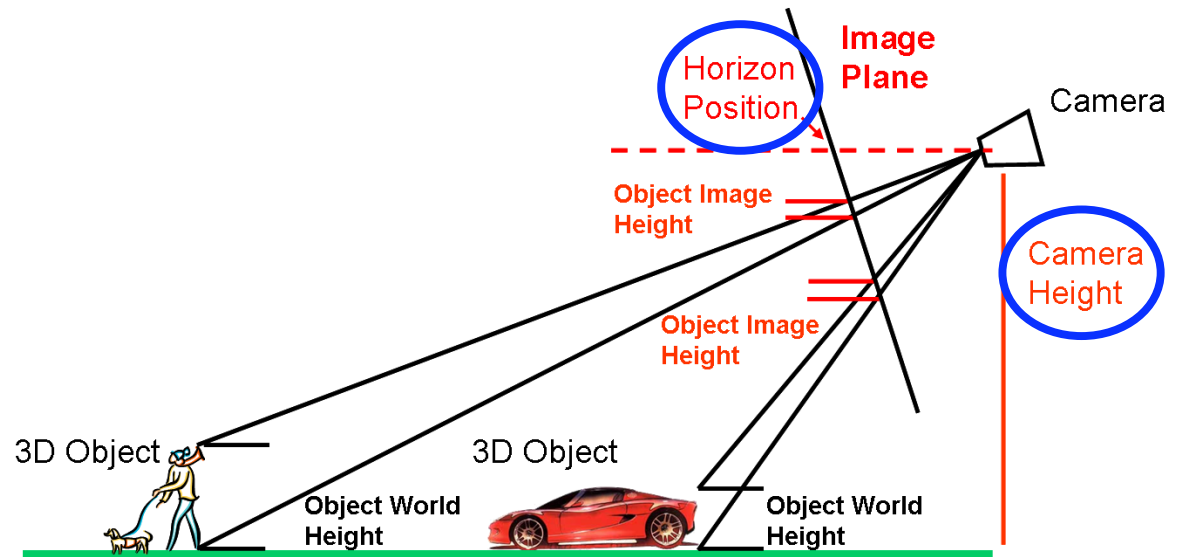 Image
Plane
Horizon
Position
Camera
Object Image
Height
Camera
Height
Object Image
Height
3D Object
3D Object
Object World
Height
Object World
Height